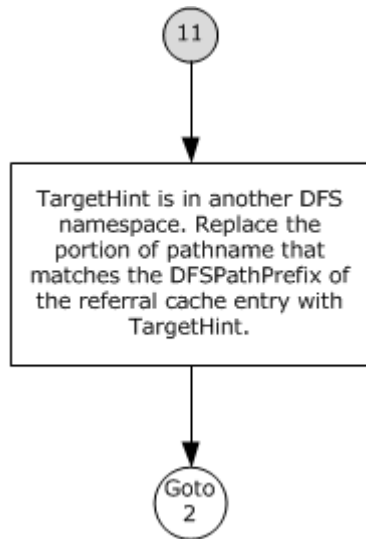 11
TargetHint is in another DFS
namespace. Replace the
portion of pathname that
matches the DFSPathPrefix of
the referral cache entry with
TargetHint.
Goto
2